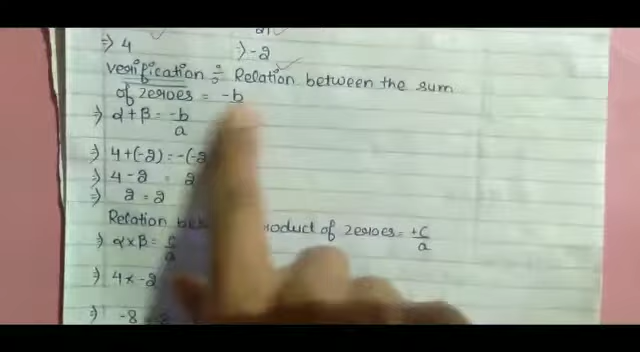 ⇒ 4 ⇒ -2
verification : Relation between the sum
of zeroes = -b
⇒ α + β = -b/a
⇒ 4 + (-2) = -(-2
⇒ 4 - 2 = 2
⇒ 2 = 2
Relation product of zeroes = +c/a
⇒ α × β = c/a
⇒ 4 × -2
⇒ -8